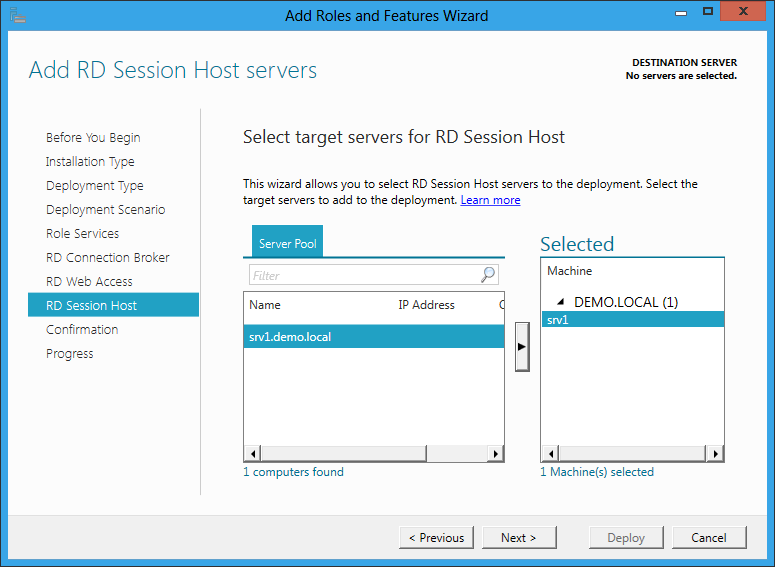 Add Roles and Features Wizard
Add RD Session Host servers
DESTINATION SERVER
No servers are selected.
Before You Begin
Installation Type
Deployment Type
Deployment Scenario
Role Services
RD Connection Broker
RD Web Access
RD Session Host
Confirmation
Progress
Select target servers for RD Session Host
This wizard allows you to select RD Session Host servers to the deployment. Select the
target servers to add to the deployment. Learn more
Server Pool
Filter
Name IP Address
srv1.demo.local
1 computers found
Selected
Machine
DEMO.LOCAL (1)
srv1
1 Machine(s) selected
< Previous
Next >
Deploy
Cancel